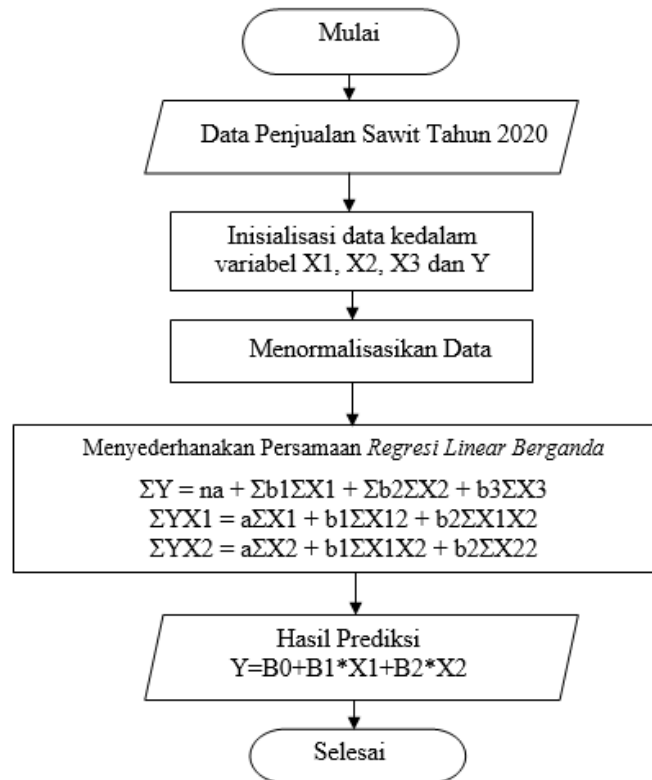 Mulai
Data Penjualan Sawit Tahun 2020
Inisialisasi data kedalam
variabel X1, X2, X3 dan Y
Menormalisasikan Data
Menyederhanakan Persamaan Regresi Linear Berganda
ΣY = na + Σb1ΣX1 + Σb2ΣX2 + b3ΣX3
ΣYX1 = aΣX1 + b1ΣX12 + b2ΣX1X2
ΣYX2 = aΣX2 + b1ΣX1X2 + b2ΣX22
Hasil Prediksi
Y=B0+B1*X1+B2*X2
Selesai